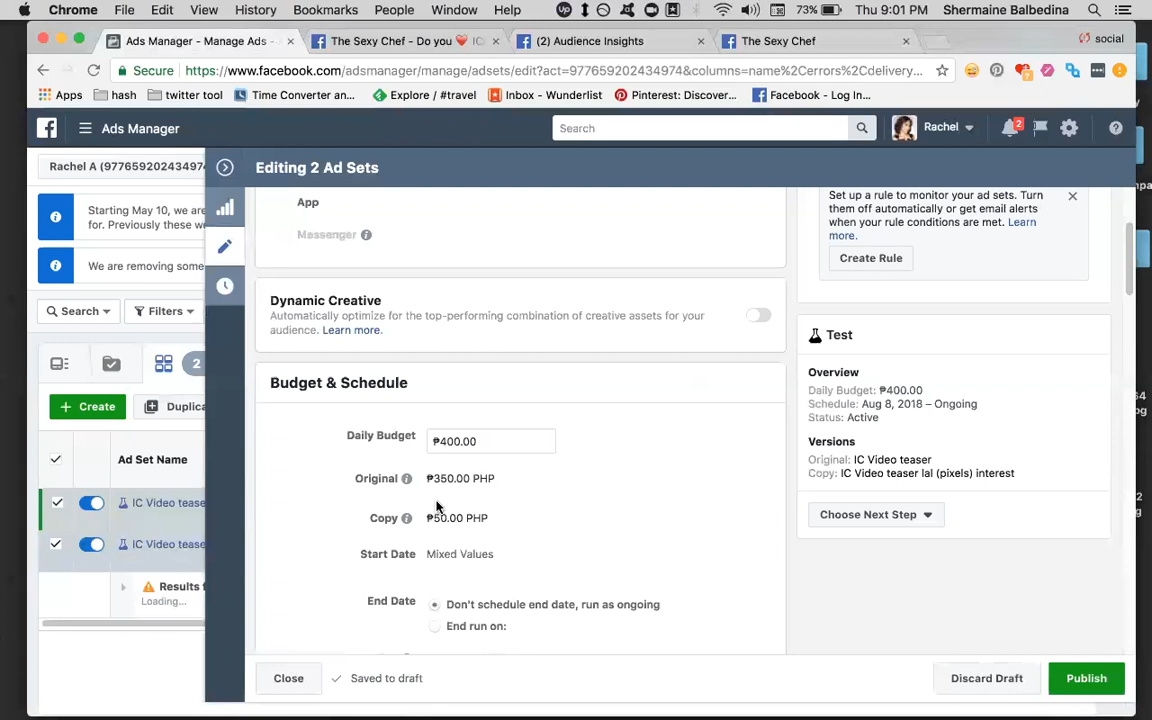 Chrome File Edit View History Bookmarks People Window Help 73% Thu 9:01 PM Shermaine Balbedina
Ads Manager - Manage Ads -
The Sexy Chef - Do you ❤️ IC
(2) Audience Insights
The Sexy Chef
social
Secure https://www.facebook.com/adsmanager/manage/adsets/edit?act=977659202434974&columns=name%2Cerrors%2Cdelivery...
Apps hash twitter tool Time Converter an... Explore / #travel Inbox - Wunderlist Pinterest: Discover... Facebook - Log In...
Ads Manager
Search
Rachel
2
Rachel A (97765920243497
Editing 2 Ad Sets
Starting May 10, we are
for. Previously these w
We are removing some
Search
Filters
2
+ Create
Duplica
Ad Set Name
IC Video tease
IC Video tease
Results f
Loading...
App
Messenger
Dynamic Creative
Automatically optimize for the top-performing combination of creative assets for your
audience. Learn more.
Budget & Schedule
Daily Budget ₱400.00
Original ₱350.00 PHP
Copy ₱50.00 PHP
Start Date Mixed Values
End Date Don't schedule end date, run as ongoing
End run on:
Set up a rule to monitor your ad sets. Turn
them off automatically or get email alerts
when your rule conditions are met. Learn
more.
Create Rule
Test
Overview
Daily Budget: ₱400.00
Schedule: Aug 8, 2018 – Ongoing
Status: Active
Versions
Original: IC Video teaser
Copy: IC Video teaser lal (pixels) interest
Choose Next Step
Close
Saved to draft
Discard Draft
Publish